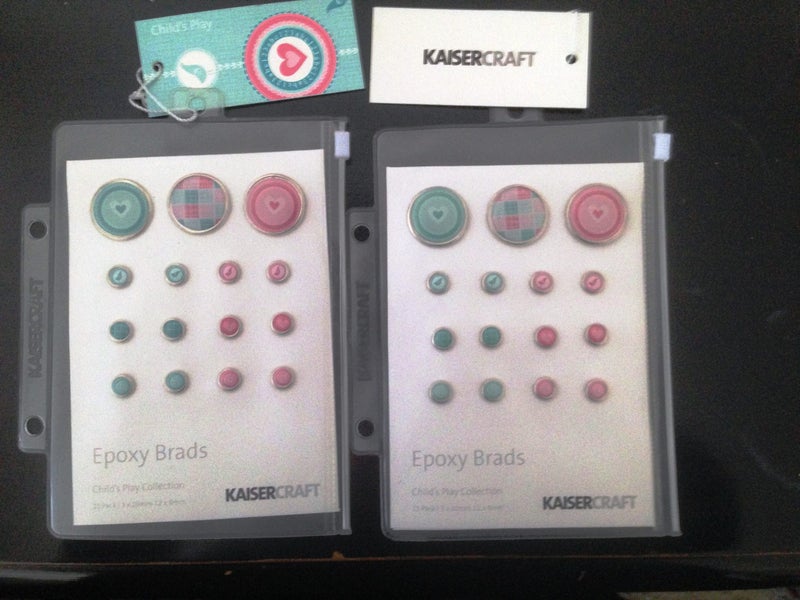 Child's Play
KAISERCRAFT
KAISERCRAFT
Epoxy Brads
Child's Play Collection
KAISERCRAFT
KAISERCRAFT
Epoxy Brads
Child's Play Collection
KAISERCRAFT